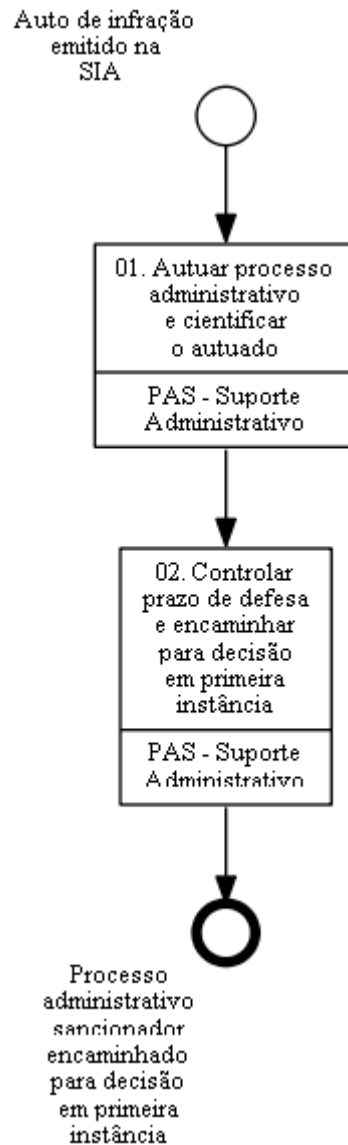 Auto de infração
emitido na
SIA
01. Autuar processo
administrativo
e cientificar
o autuado
PAS - Suporte
Administrativo
02. Controlar
prazo de defesa
e encaminhar
para decisão
em primeira
instância
PAS - Suporte
Administrativo
Processo
administrativo
sancionador
encaminhado
para decisão
em primeira
instância